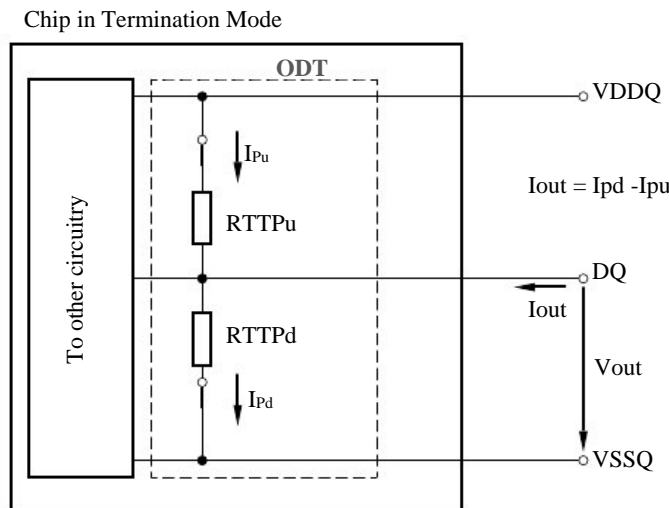 Chip in Termination Mode
ODT
VDDQ
IPu
Iout = Ipd -Ipu
RTTPu
To other circuitry
DQ
Iout
RTTPd
Vout
IPd
VSSQ